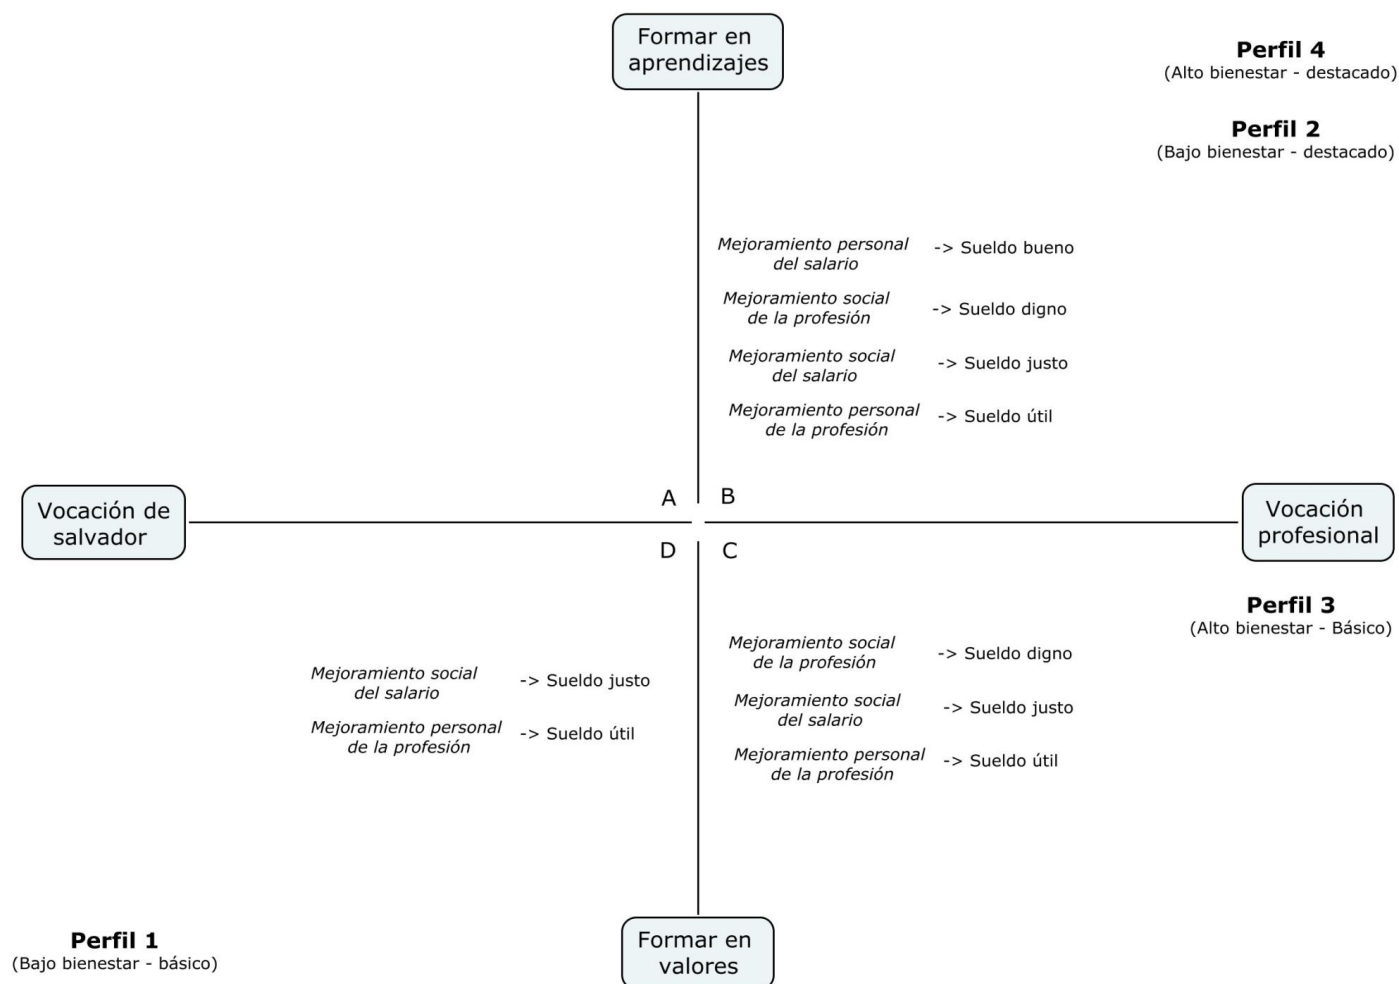 Formar en
aprendizajes
Perfil 4
(Alto bienestar - destacado)
Perfil 2
(Bajo bienestar - destacado)
Mejoramiento personal
del salario
-> Sueldo bueno
Mejoramiento social
de la profesión
-> Sueldo digno
Mejoramiento social
del salario
-> Sueldo justo
Mejoramiento personal
de la profesión
-> Sueldo útil
A
B
Vocación de
salvador
Vocación
profesional
D
C
Perfil 3
(Alto bienestar - Básico)
Mejoramiento social
del salario
-> Sueldo justo
Mejoramiento personal
de la profesión
-> Sueldo útil
Mejoramiento social
de la profesión
-> Sueldo digno
Mejoramiento social
del salario
-> Sueldo justo
Mejoramiento personal
de la profesión
-> Sueldo útil
Perfil 1
(Bajo bienestar - básico)
Formar en
valores